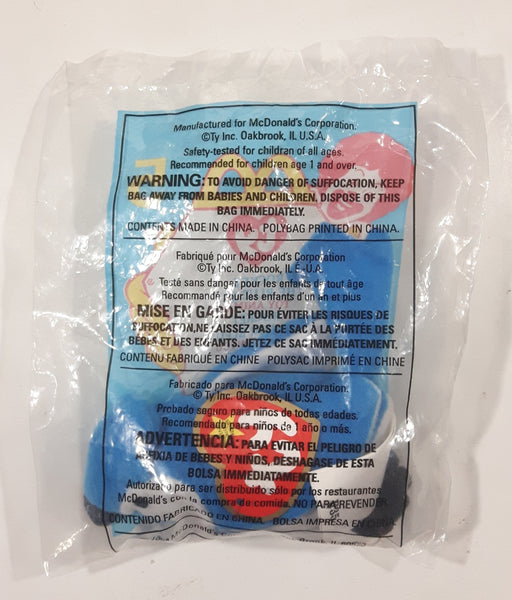 Manufactured for McDonald's Corporation.
©Ty Inc. Oakbrook, IL U.S.A.
Safety-tested for children of all ages.
Recommended for children age 1 and over.
WARNING: TO AVOID DANGER OF SUFFOCATION, KEEP
BAG AWAY FROM BABIES AND CHILDREN. DISPOSE OF THIS
BAG IMMEDIATELY.
CONTENTS MADE IN CHINA. POLYBAG PRINTED IN CHINA.
Fabriqué pour McDonald's Corporation
©Ty Inc. Oakbrook, IL É.-U.A.
Testé sans danger pour les enfants de tout âge
Recommandé pour les enfants d'un an et plus
MISE EN GARDE: POUR ÉVITER LES RISQUES DE
SUFFOCATION, NE LAISSEZ PAS CE SAC À LA PORTÉE DES
BÉBÉS ET DES ENFANTS. JETEZ CE SAC IMMÉDIATEMENT.
CONTENU FABRIQUÉ EN CHINE POLYSAC IMPRIMÉ EN CHINE
Fabricado para McDonald's Corporation.
© Ty Inc. Oakbrook, IL U.S.A.
Probado seguro para niños de todas edades.
Recomendado para niños de 1 año o más.
ADVERTENCIA: PARA EVITAR EL PELIGRO DE
ASFIXIA DE BEBES Y NIÑOS, DESHAGASE DE ESTA
BOLSA IMMEDIATAMENTE.
Autorizado para ser distribuido sólo por los restaurantes
McDonald's con la compra de comida. NO PARA REVENDER.
CONTENIDO FABRICADO EN CHINA. BOLSA IMPRESA EN CHINA